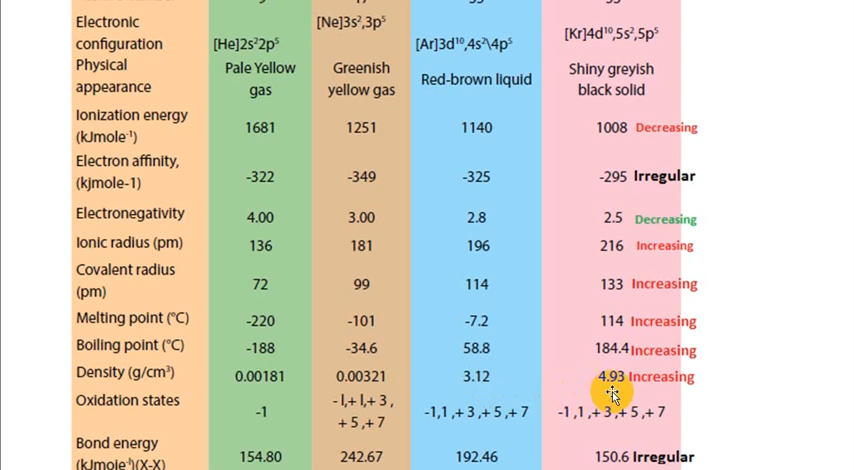 Electronic configuration [He]2s²2p⁵ [Ne]3s²,3p⁵ [Ar]3d¹⁰,4s²\4p⁵ [Kr]4d¹⁰,5s²,5p⁵
Physical appearance Pale Yellow gas Greenish yellow gas Red-brown liquid Shiny greyish black solid
Ionization energy (kJmole⁻¹) 1681 1251 1140 1008 Decreasing
Electron affinity, (kjmole-1) -322 -349 -325 -295 Irregular
Electronegativity 4.00 3.00 2.8 2.5 Decreasing
Ionic radius (pm) 136 181 196 216 Increasing
Covalent radius (pm) 72 99 114 133 Increasing
Melting point (°C) -220 -101 -7.2 114 Increasing
Boiling point (°C) -188 -34.6 58.8 184.4 Increasing
Density (g/cm³) 0.00181 0.00321 3.12 4.93 Increasing
Oxidation states -1 - l,+ l,+ 3 , + 5 ,+ 7 -1,1 ,+ 3 ,+ 5 ,+ 7 -1 ,1 ,+ 3 ,+ 5 ,+ 7
Bond energy (kJmole⁻¹)(X-X) 154.80 242.67 192.46 150.6 Irregular